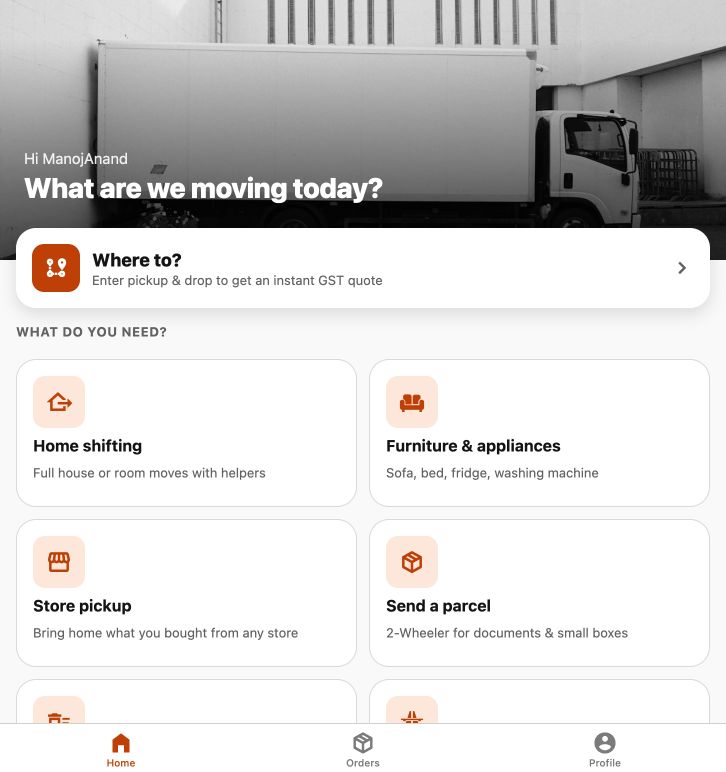 Hi ManojAnand
What are we moving today?
Where to?
Enter pickup & drop to get an instant GST quote
WHAT DO YOU NEED?
Home shifting
Full house or room moves with helpers
Furniture & appliances
Sofa, bed, fridge, washing machine
Store pickup
Bring home what you bought from any store
Send a parcel
2-Wheeler for documents & small boxes
Home
Orders
Profile